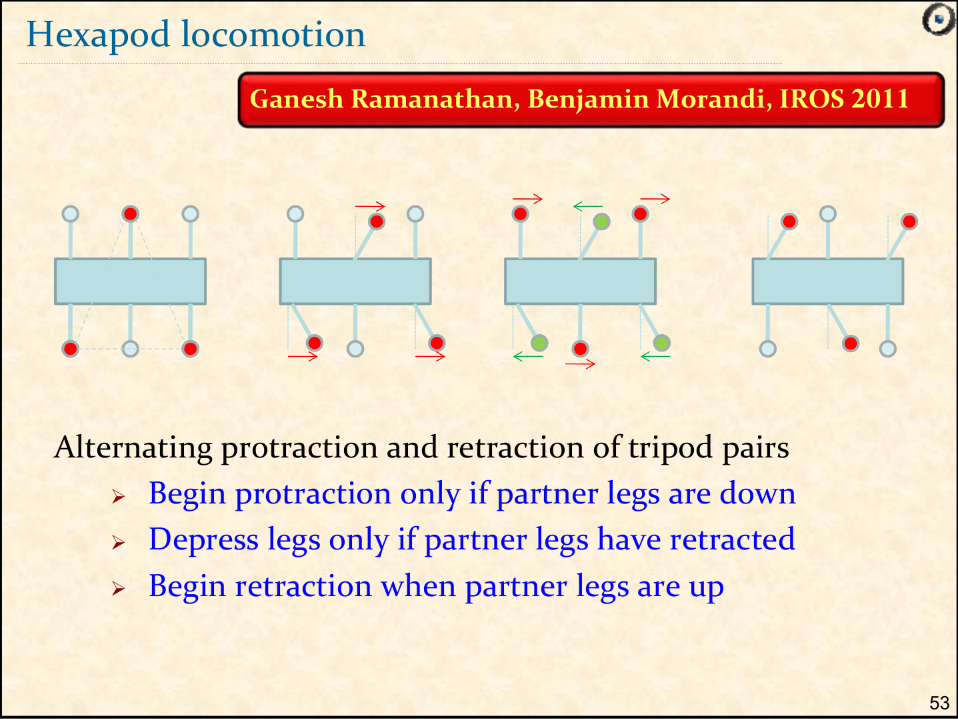 Hexapod locomotion
Ganesh Ramanathan, Benjamin Morandi, IROS 2011
Alternating protraction and retraction of tripod pairs
Begin protraction only if partner legs are down
Depress legs only if partner legs have retracted
Begin retraction when partner legs are up
53